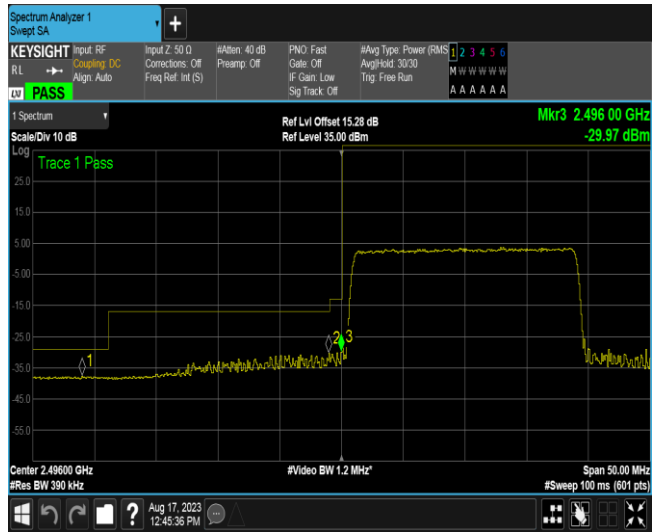 Spectrum Analyzer 1
Swept SA
+
KEYSIGHT Input: RF Input Z: 50 Ω #Atten: 40 dB PNO: Fast #Avg Type: Power (RMS 1 2 3 4 5 6
RL Coupling: DC Corrections: Off Preamp: Off Gate: Off Avg|Hold: 30/30 M W W W W W
Align: Auto Freq Ref: Int (S) IF Gain: Low Trig: Free Run
Sig Track: Off A A A A A A
LXI PASS
1 Spectrum Ref Lvl Offset 15.28 dB Mkr3 2.496 00 GHz
Scale/Div 10 dB Ref Level 35.00 dBm -29.97 dBm
Log
Trace 1 Pass
25.0
15.0
5.00
-5.00
-15.0
-25.0
1 2 3
-35.0
-45.0
-55.0
Center 2.49600 GHz #Video BW 1.2 MHz* Span 50.00 MHz
#Res BW 390 kHz #Sweep 100 ms (601 pts)
? Aug 17, 2023
12:45:36 PM